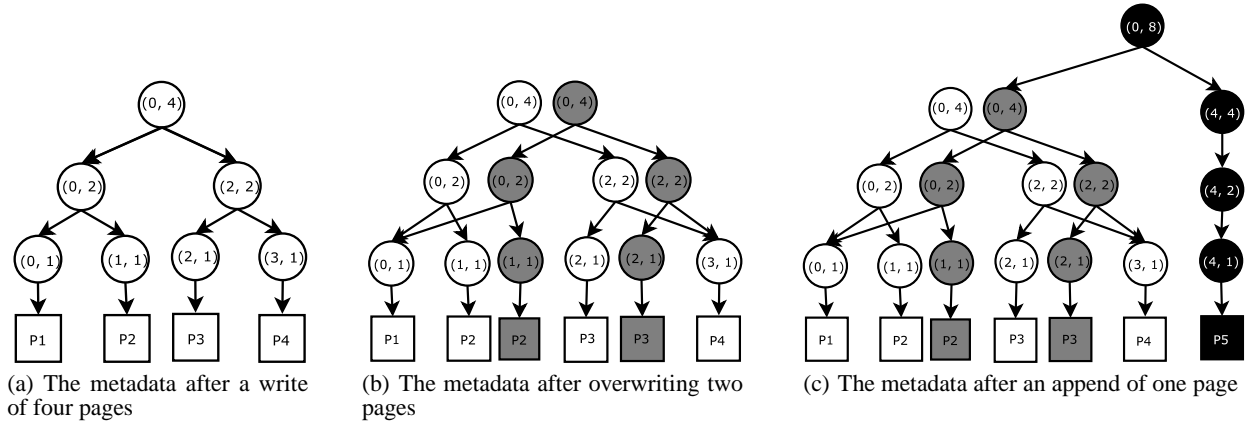 (0, 4)
(0, 2) (2, 2)
(0, 1) (1, 1) (2, 1) (3, 1)
P1 P2 P3 P4
(a) The metadata after a write
of four pages
(0, 4) (0, 4)
(0, 2) (0, 2) (2, 2) (2, 2)
(0, 1) (1, 1) (1, 1) (2, 1) (2, 1) (3, 1)
P1 P2 P2 P3 P3 P4
(b) The metadata after overwriting two
pages
(0, 8)
(0, 4) (0, 4) (4, 4)
(0, 2) (0, 2) (2, 2) (2, 2) (4, 2)
(0, 1) (1, 1) (1, 1) (2, 1) (2, 1) (3, 1) (4, 1)
P1 P2 P2 P3 P3 P4 P5
(c) The metadata after an append of one page